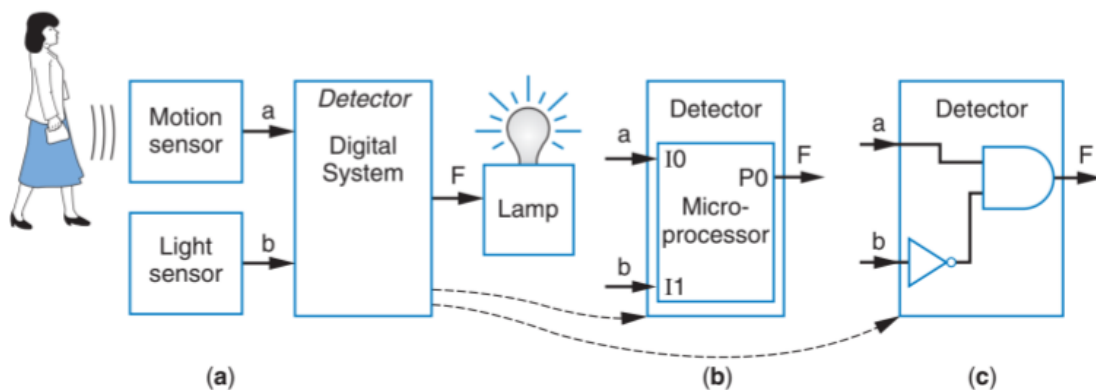 Motion
sensor
a
Light
sensor
b
Detector
Digital
System
F
Lamp
(a)
Detector
a
I0
P0
F
Micro-
processor
b
I1
(b)
Detector
a
F
b
(c)